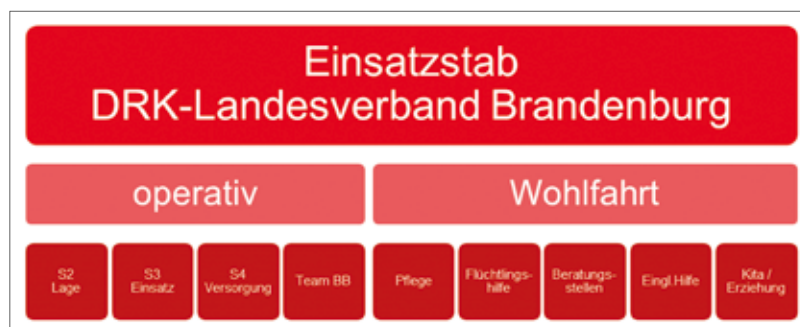 Einsatzstab
DRK-Landesverband Brandenburg
operativ
Wohlfahrt
S2
Lage
S3
Einsatz
S4
Versorgung
Team BB
Pflege
Flüchtlings-
hilfe
Beratungs-
stellen
Eingl.Hilfe
Kita /
Erziehung